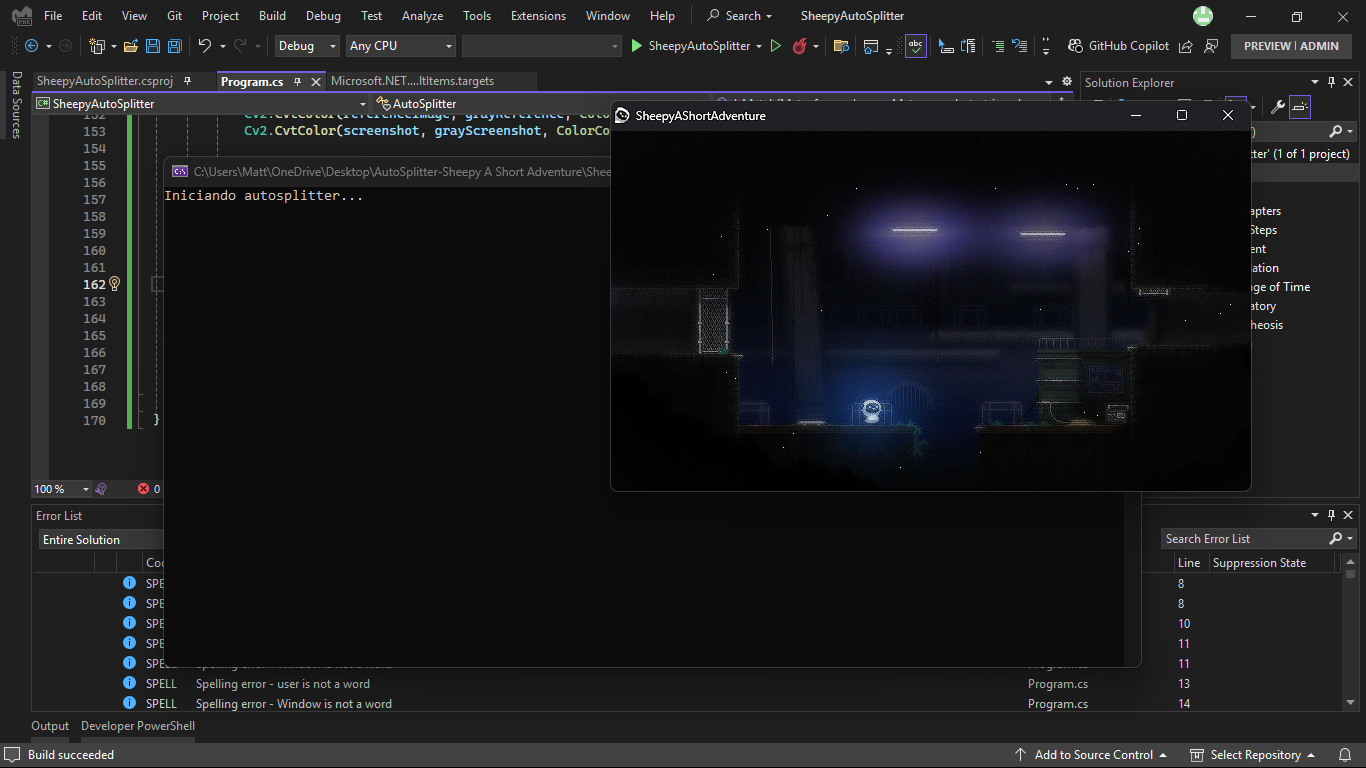 File Edit View Git Project Build Debug Test Analyze Tools Extensions Window Help Search SheepyAutoSplitter
Debug Any CPU SheepyAutoSplitter abc GitHub Copilot PREVIEW | ADMIN
Data Sources
SheepyAutoSplitter.csproj Program.cs Microsoft.NET....ltItems.targets
Solution Explorer
SheepyAutoSplitter AutoSplitter
SheepyAShortAdventure
153 Cv2.CvtColor(screenshot, grayScreenshot, ColorCo
154
155
156
157
158
159
160
161
162
163
164
165
166
167
168
169
170 }
C:\Users\Matt\OneDrive\Desktop\AutoSplitter-Sheepy A Short Adventure\Shee
Iniciando autosplitter...
tter' (1 of 1 project)
apters
Steps
ent
ation
ge of Time
atory
heosis
100 % 0
Error List
Entire Solution
Search Error List
Coo Line Suppression State
SPE 8
SPE 8
SPE 10
SPE 11
SPE 11
SPELL Spelling error - user is not a word Program.cs 13
SPELL Spelling error - Window is not a word Program.cs 14
Output Developer PowerShell
Build succeeded Add to Source Control Select Repository